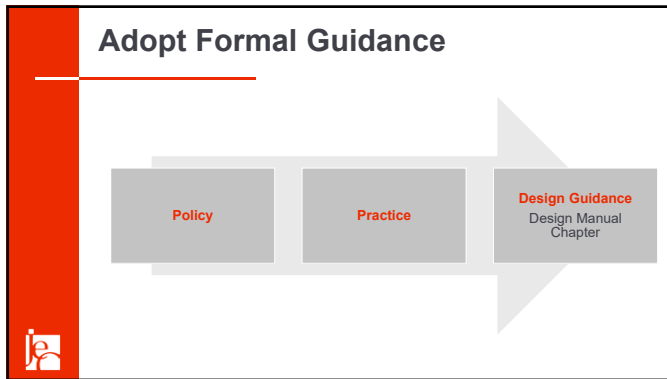 Adopt Formal Guidance
Policy
Practice
Design Guidance
Design Manual
Chapter